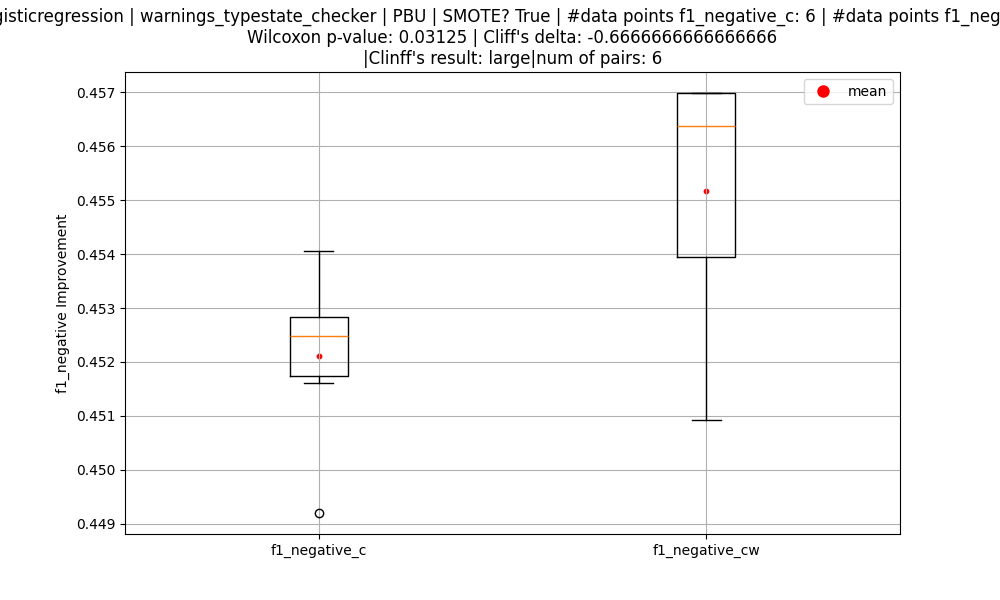 gisticregression | warnings_typestate_checker | PBU | SMOTE? True | #data points f1_negative_c: 6 | #data points f1_neg
Wilcoxon p-value: 0.03125 | Cliff's delta: -0.6666666666666666
|Clinff's result: large|num of pairs: 6
mean
0.457
0.456
0.455
0.454
0.453
0.452
0.451
0.450
0.449
f1_negative Improvement
f1_negative_c
f1_negative_cw